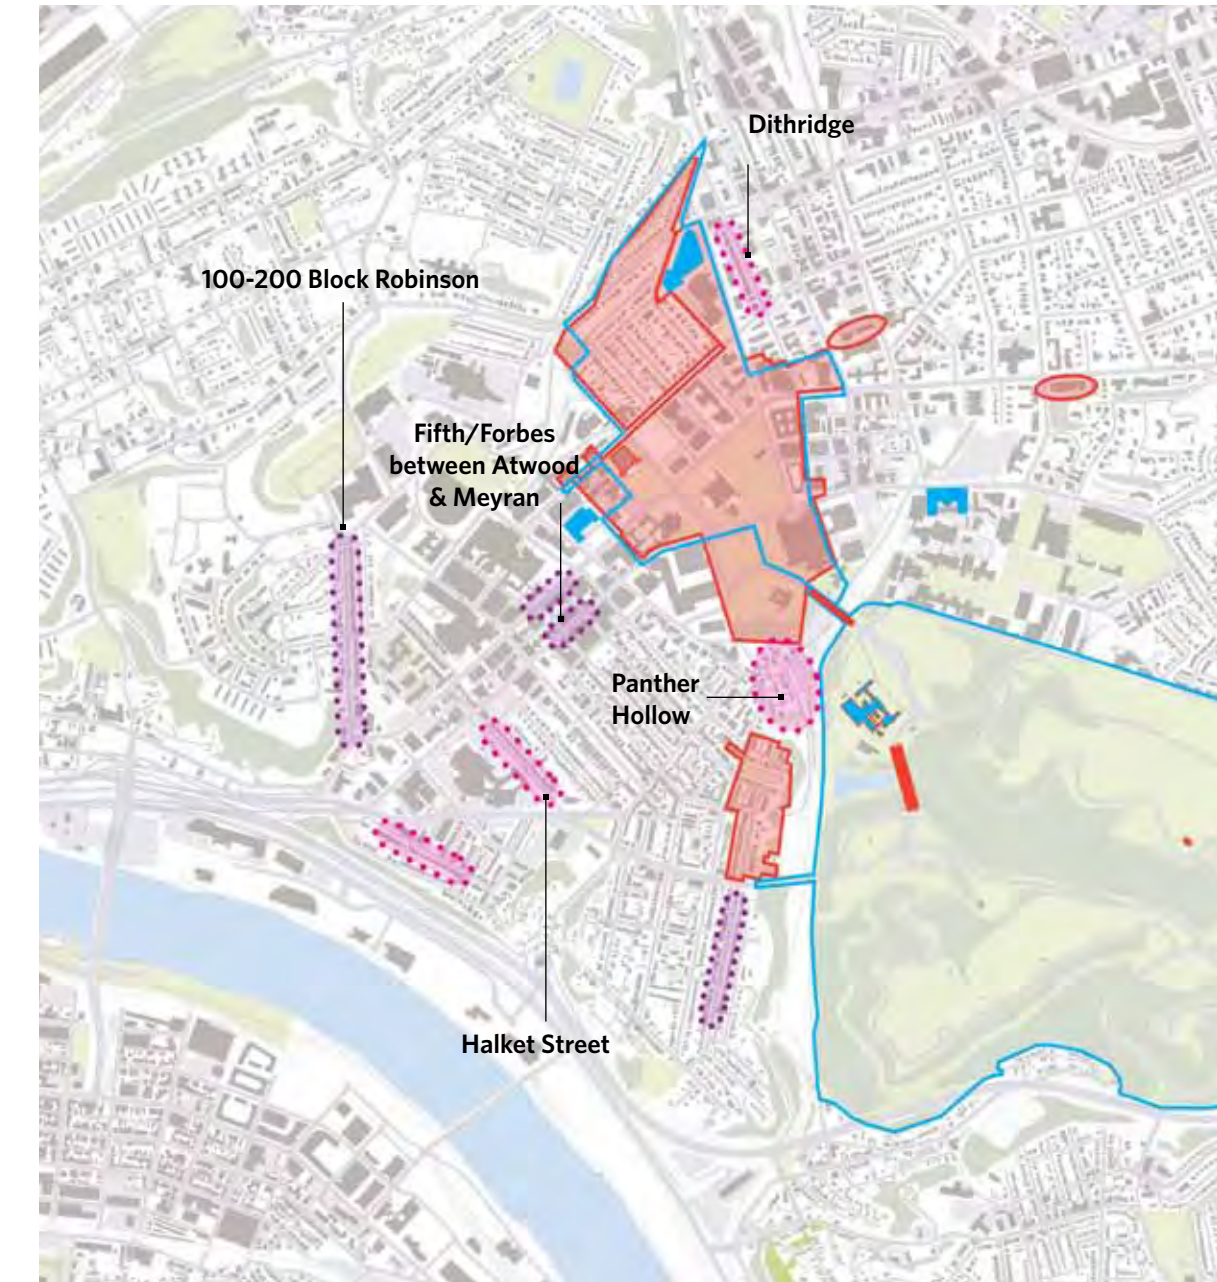 Dithridge
100-200 Block Robinson
Fifth/Forbes
between Atwood
& Meyran
Panther
Hollow
Halket Street